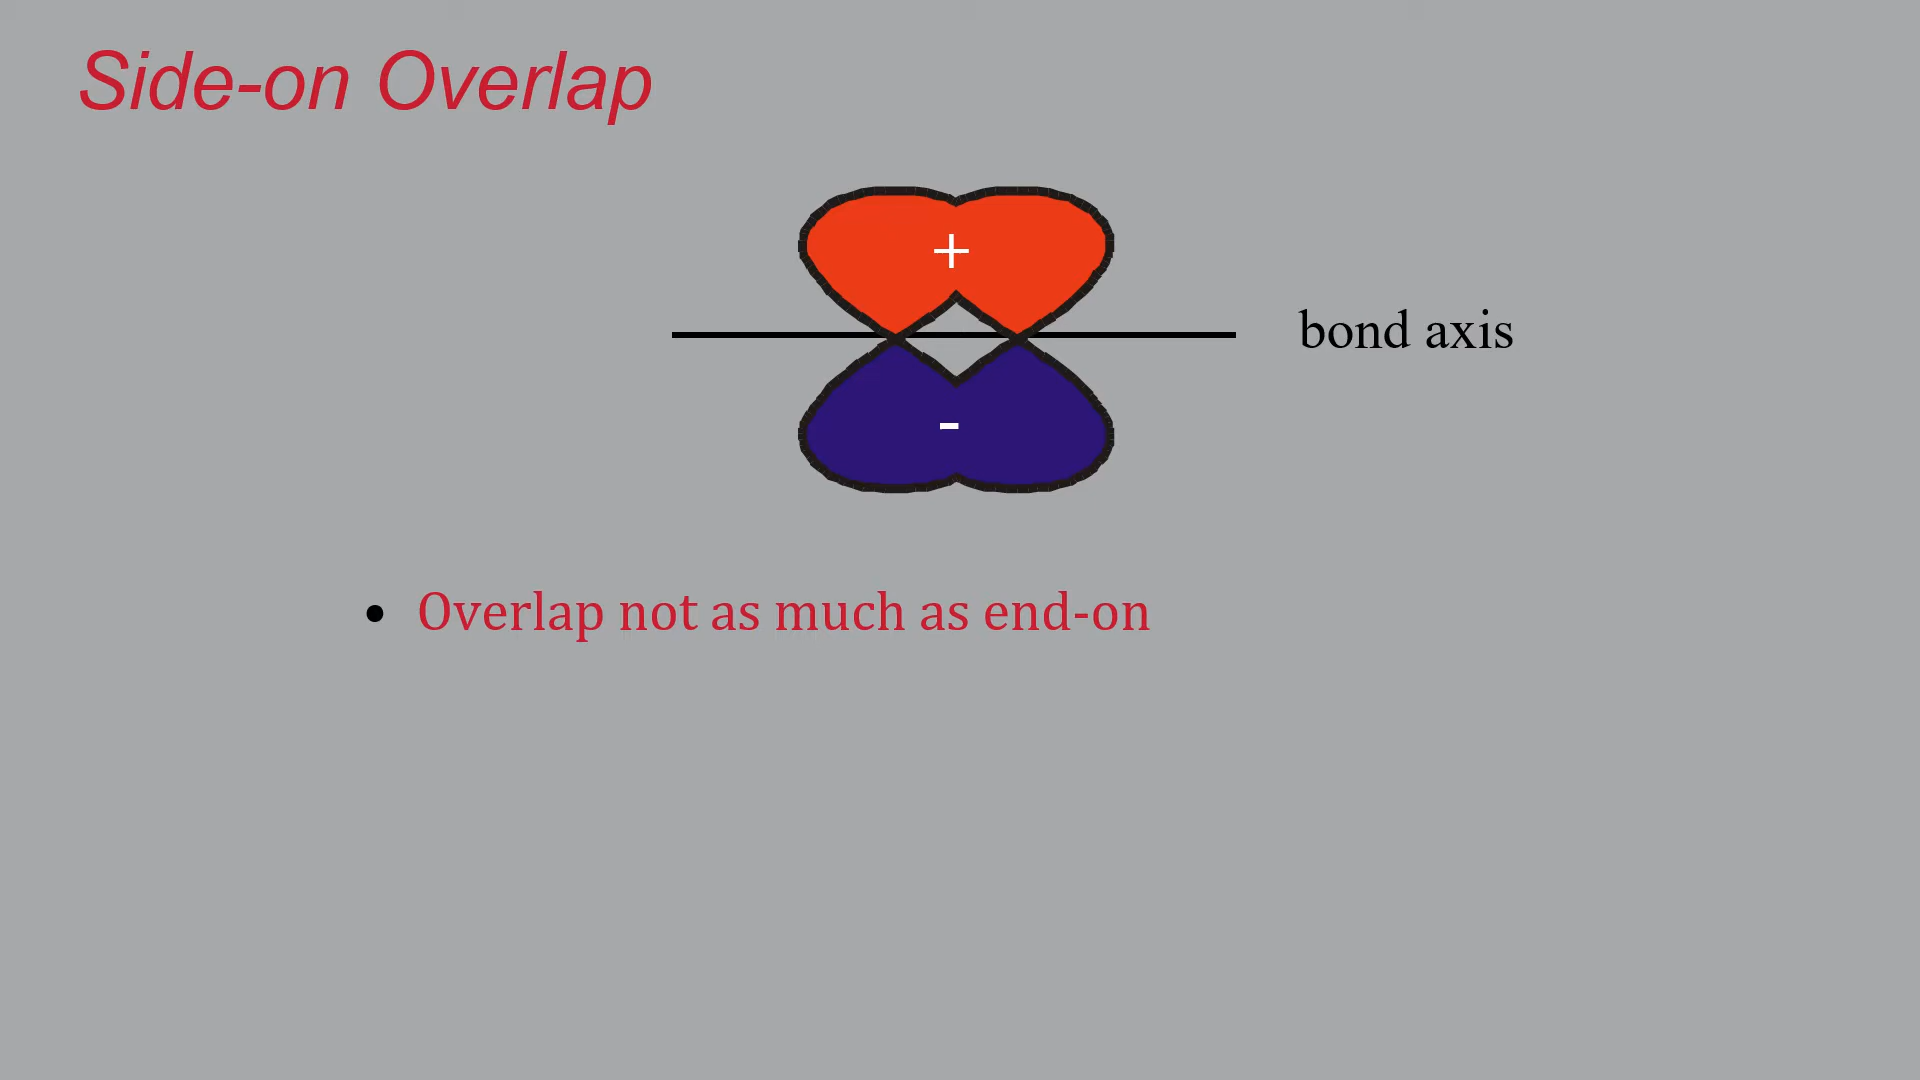 Side-on Overlap
+
bond axis
-
• Overlap not as much as end-on